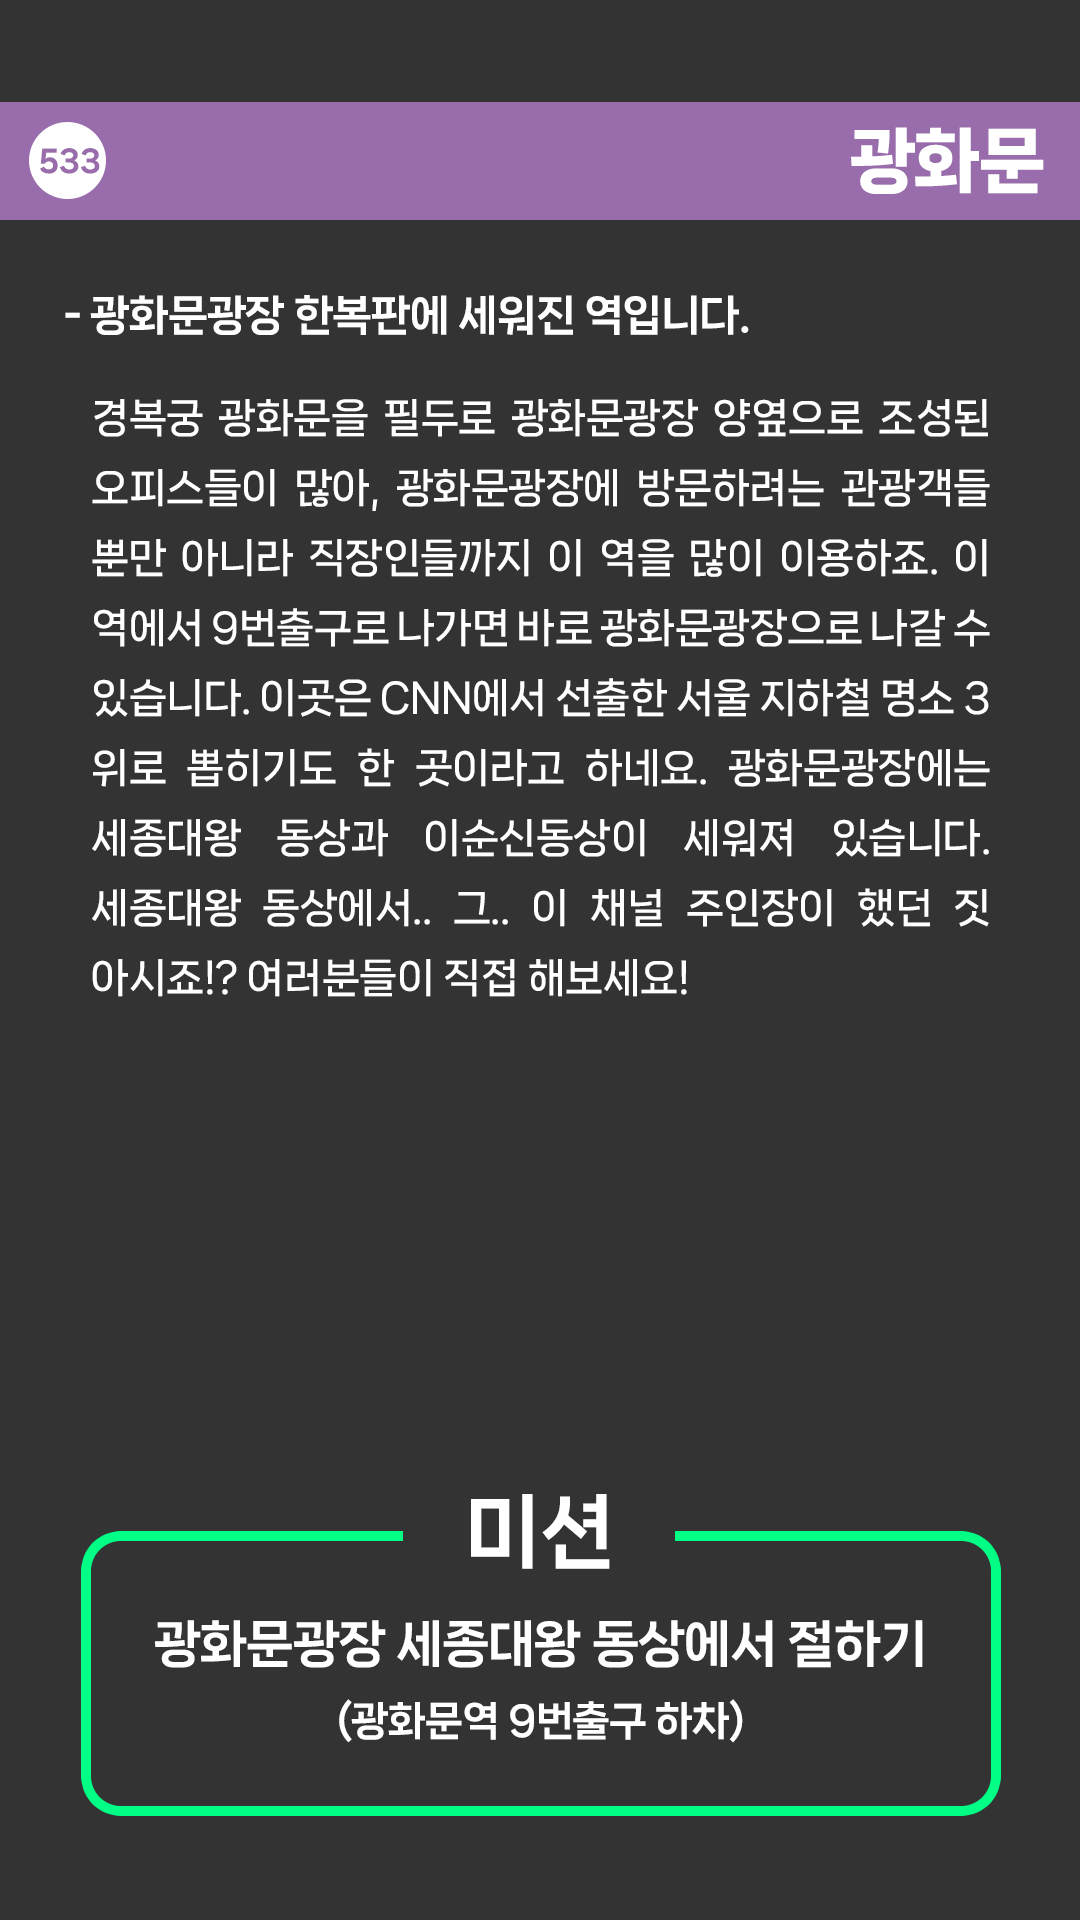 533
광화문
- 광화문광장 한복판에 세워진 역입니다.
경복궁 광화문을 필두로 광화문광장 양옆으로 조성된
오피스들이 많아, 광화문광장에 방문하려는 관광객들
뿐만 아니라 직장인들까지 이 역을 많이 이용하죠. 이
역에서 9번출구로 나가면 바로 광화문광장으로 나갈 수
있습니다. 이곳은 CNN에서 선출한 서울 지하철 명소 3
위로 뽑히기도 한 곳이라고 하네요. 광화문광장에는
세종대왕 동상과 이순신동상이 세워져 있습니다.
세종대왕 동상에서.. 그.. 이 채널 주인장이 했던 짓
아시죠!? 여러분들이 직접 해보세요!
미션
광화문광장 세종대왕 동상에서 절하기
(광화문역 9번출구 하차)